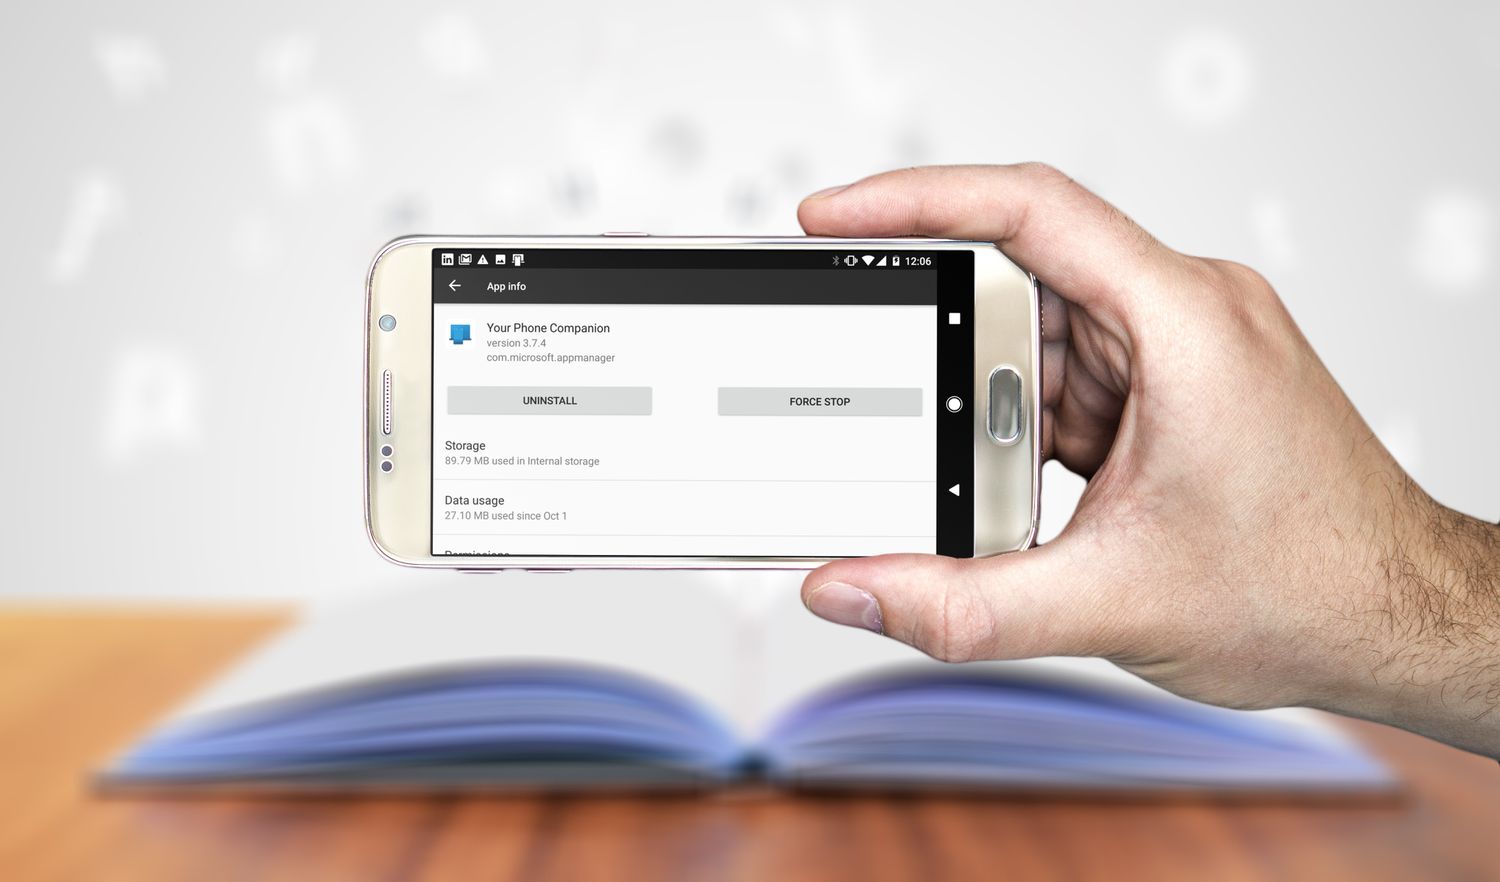 12:06
App info
Your Phone Companion
version 3.7.4
com.microsoft.appmanager
UNINSTALL
FORCE STOP
Storage
89.79 MB used in Internal storage
Data usage
27.10 MB used since Oct 1
Permissions